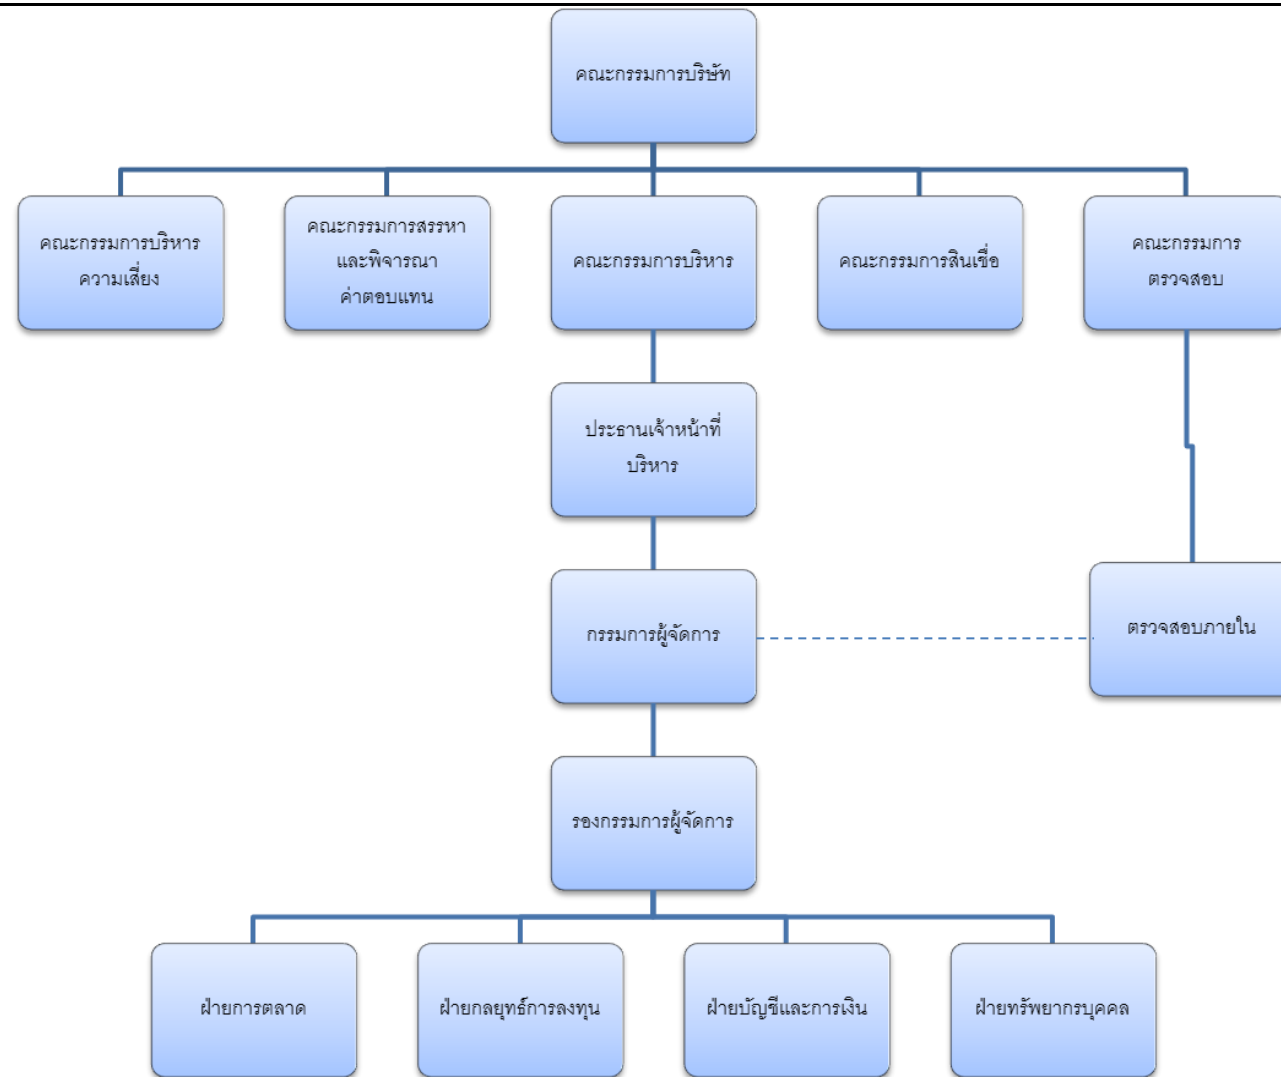 คณะกรรมการบริษัท
คณะกรรมการบริหาร
ความเสี่ยง
คณะกรรมการสรรหา
และพิจารณา
ค่าตอบแทน
คณะกรรมการบริหาร
คณะกรรมการสินเชื่อ
คณะกรรมการ
ตรวจสอบ
ประธานเจ้าหน้าที่
บริหาร
กรรมการผู้จัดการ
ตรวจสอบภายใน
รองกรรมการผู้จัดการ
ฝ่ายการตลาด
ฝ่ายกลยุทธ์การลงทุน
ฝ่ายบัญชีและการเงิน
ฝ่ายทรัพยากรบุคคล